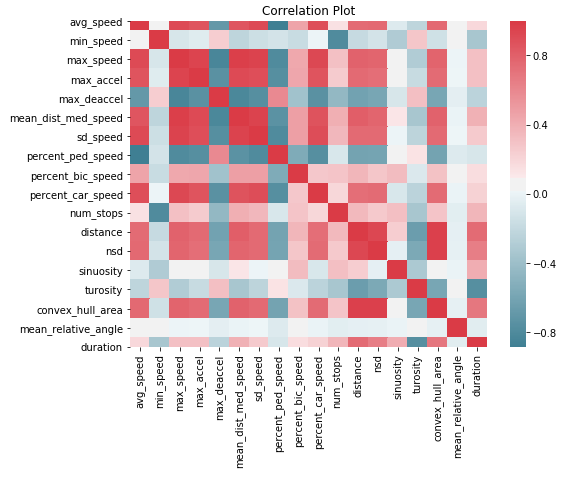 Correlation Plot
avg_speed
min_speed
max_speed
max_accel
max_deaccel
mean_dist_med_speed
sd_speed
percent_ped_speed
percent_bic_speed
percent_car_speed
num_stops
distance
nsd
sinuosity
turosity
convex_hull_area
mean_relative_angle
duration
0.8
0.4
0.0
−0.4
−0.8
avg_speed
min_speed
max_speed
max_accel
max_deaccel
mean_dist_med_speed
sd_speed
percent_ped_speed
percent_bic_speed
percent_car_speed
num_stops
distance
nsd
sinuosity
turosity
convex_hull_area
mean_relative_angle
duration